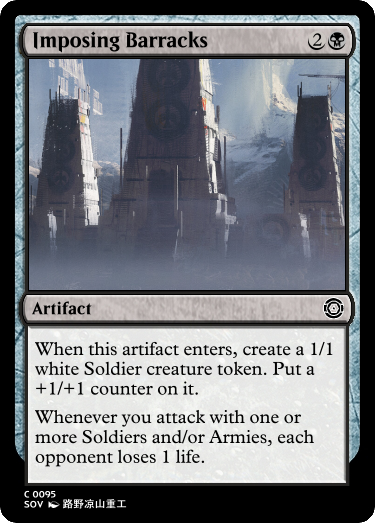 Imposing Barracks 2
Artifact
When this artifact enters, create a 1/1
white Soldier creature token. Put a
+1/+1 counter on it.
Whenever you attack with one or
more Soldiers and/or Armies, each
opponent loses 1 life.
C 0095
SOV 路野凉山重工